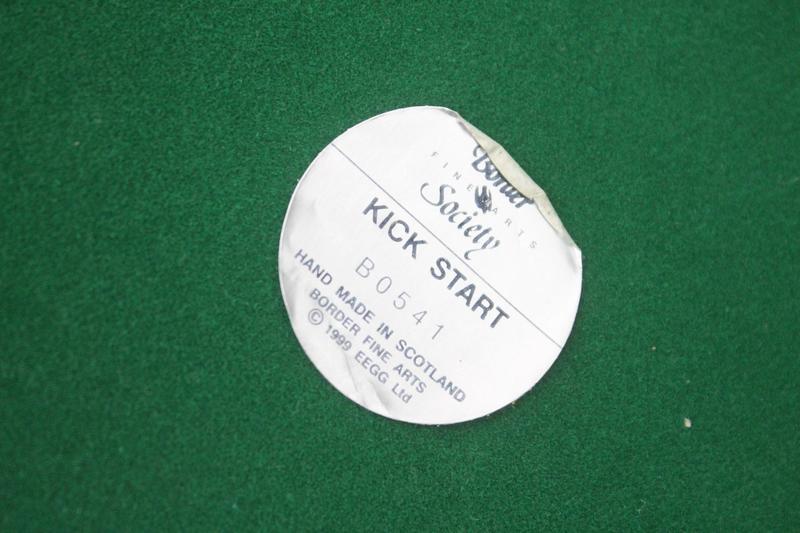 Border
FINE ARTS
Society
KICK START
B0541
HAND MADE IN SCOTLAND
BORDER FINE ARTS
© 1999 EEGG Ltd